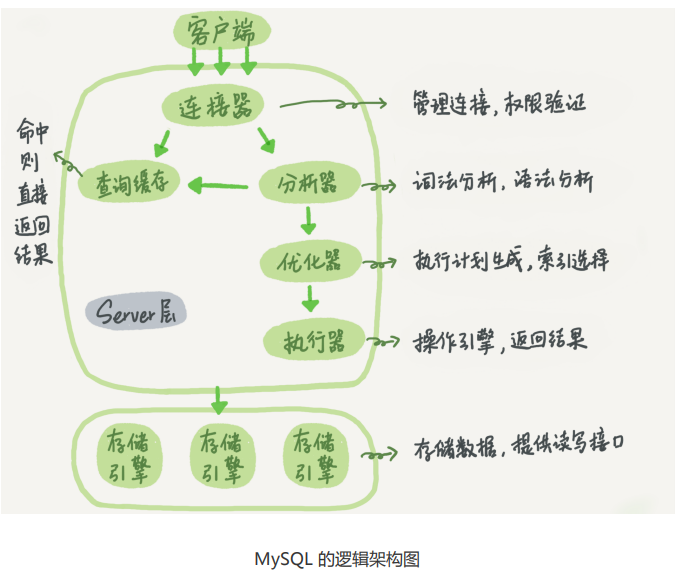 客户端
连接器
管理连接，权限验证
命中
则
直接
返回
结果
查询缓存
分析器
词法分析，语法分析
优化器
执行计划生成，索引选择
Server层
执行器
操作引擎，返回结果
存储
引擎
存储
引擎
存储
引擎
存储数据，提供读写接口
MySQL 的逻辑架构图